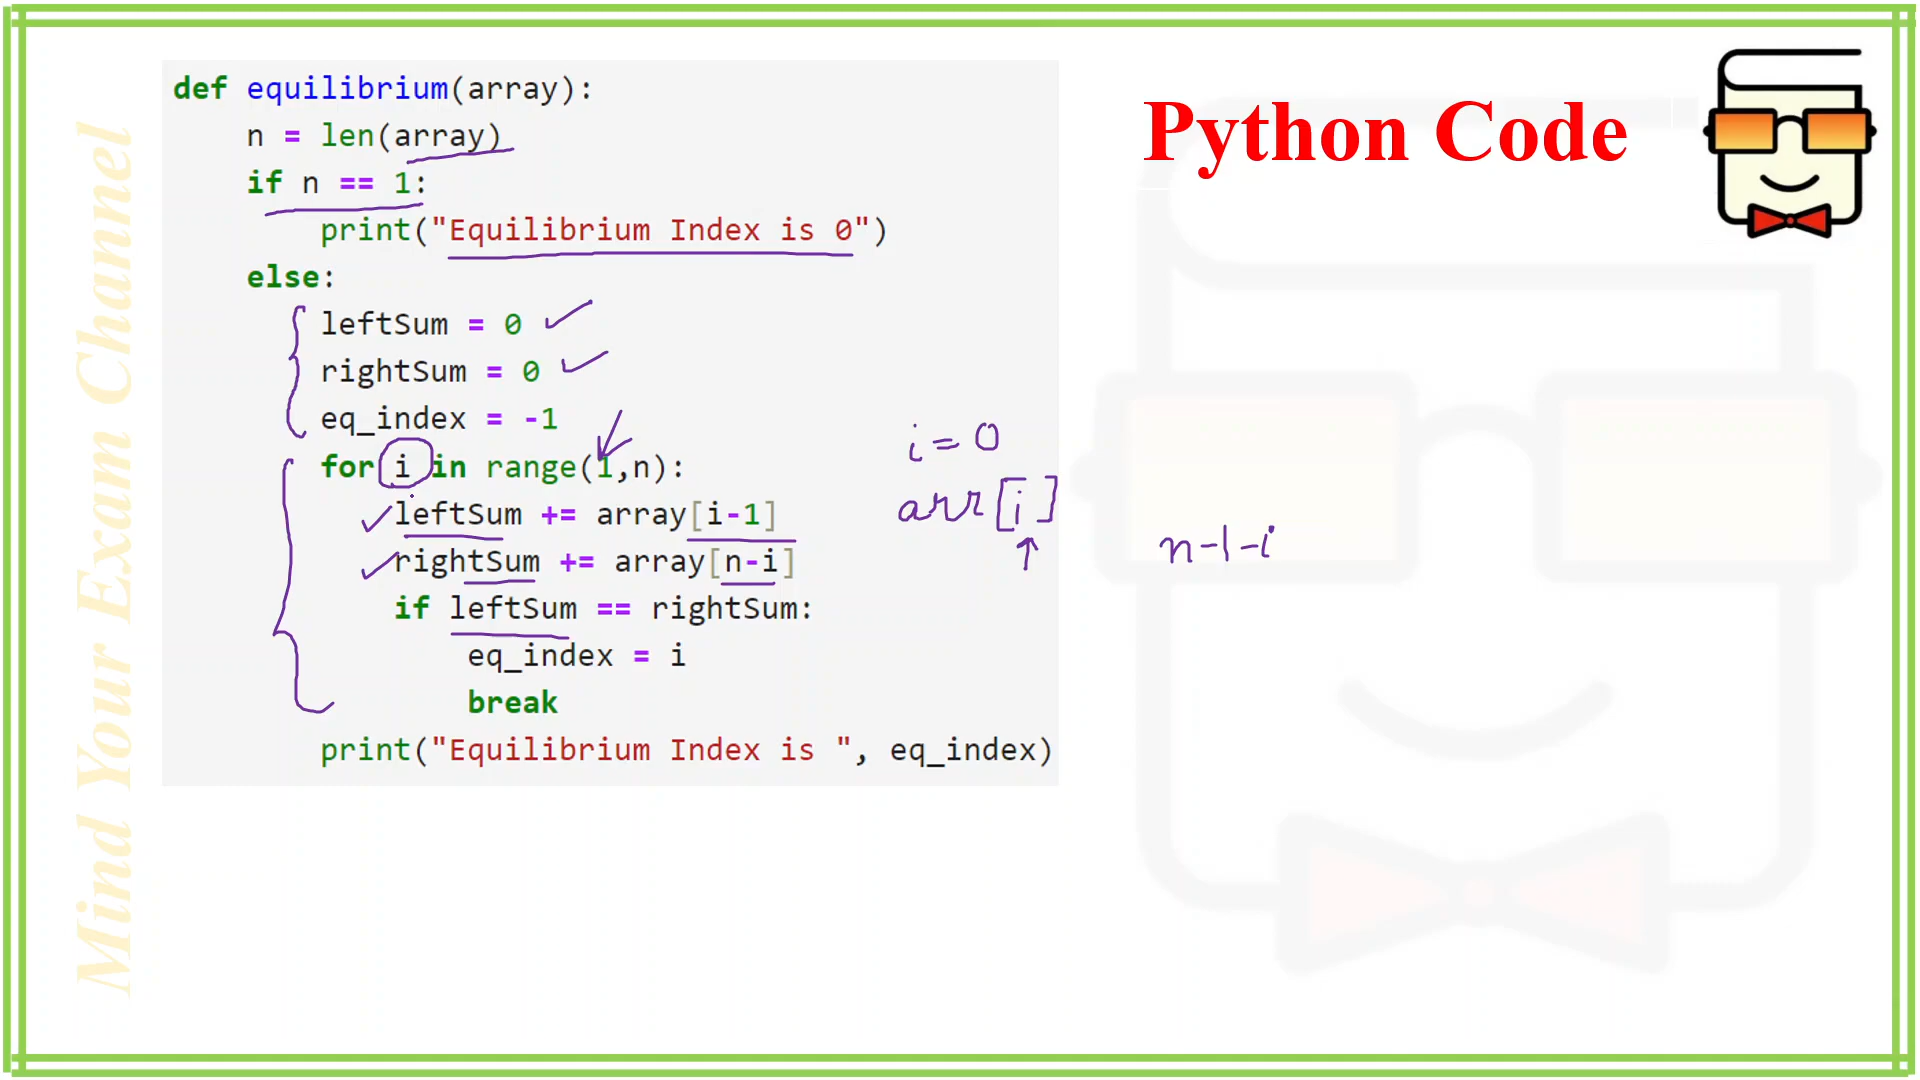 Mind Your Exam Channel
def equilibrium(array):
    n = len(array)
    if n == 1:
        print("Equilibrium Index is 0")
    else:
        leftSum = 0
        rightSum = 0
        eq_index = -1
        for i in range(1,n):
            leftSum += array[i-1]
            rightSum += array[n-i]
            if leftSum == rightSum:
                eq_index = i
                break
        print("Equilibrium Index is ", eq_index)
Python Code
i=0
arr[i]
n-1-i